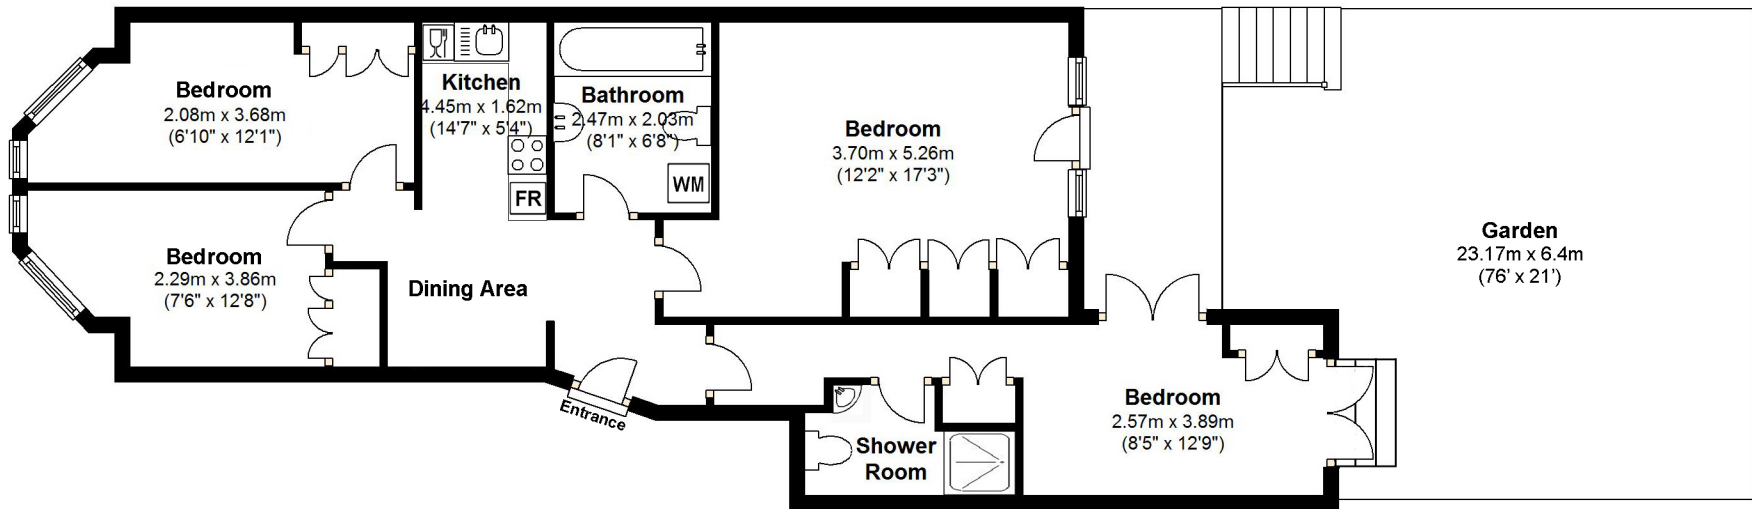 Bedroom
2.08m x 3.68m
(6'10" x 12'1")
Kitchen
4.45m x 1.62m
(14'7" x 5'4")
FR
Bathroom
2.47m x 2.03m
(8'1" x 6'8")
WM
Bedroom
3.70m x 5.26m
(12'2" x 17'3")
Garden
23.17m x 6.4m
(76' x 21')
Bedroom
2.29m x 3.86m
(7'6" x 12'8")
Dining Area
Entrance
Shower
Room
Bedroom
2.57m x 3.89m
(8'5" x 12'9")